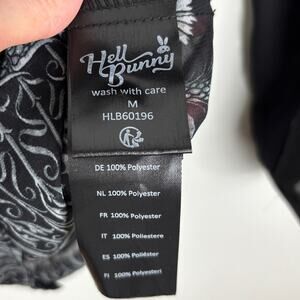 Hell
Bunny
wash with care
M
HLB60196
DE 100% Polyester
NL 100% Polyester
FR 100% Polyester
IT 100% Poliestere
ES 100% Poliéster
FI 100% Polyesteri